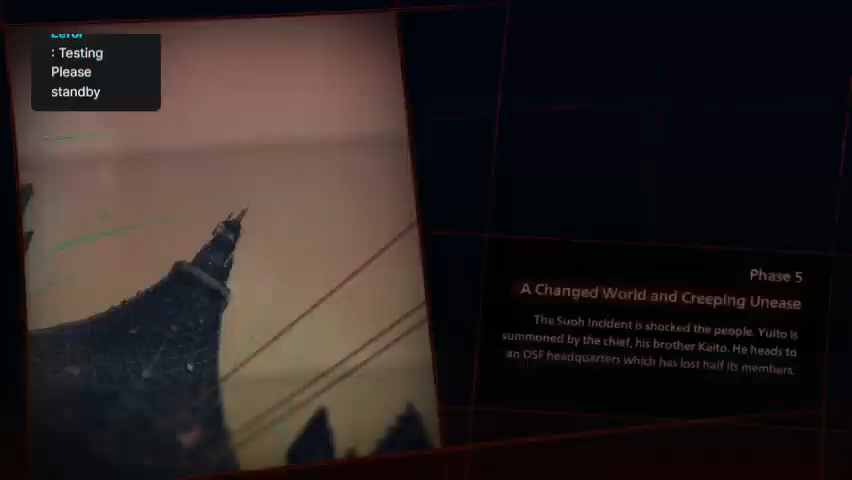 : Testing
Please
standby
Phase 5
A Changed World and Creeping Unease
The Suoh Incident is shocked the people. Yuito is
summoned by the chief, his brother Kaito. He heads to
an OSF headquarters which has lost half its members.